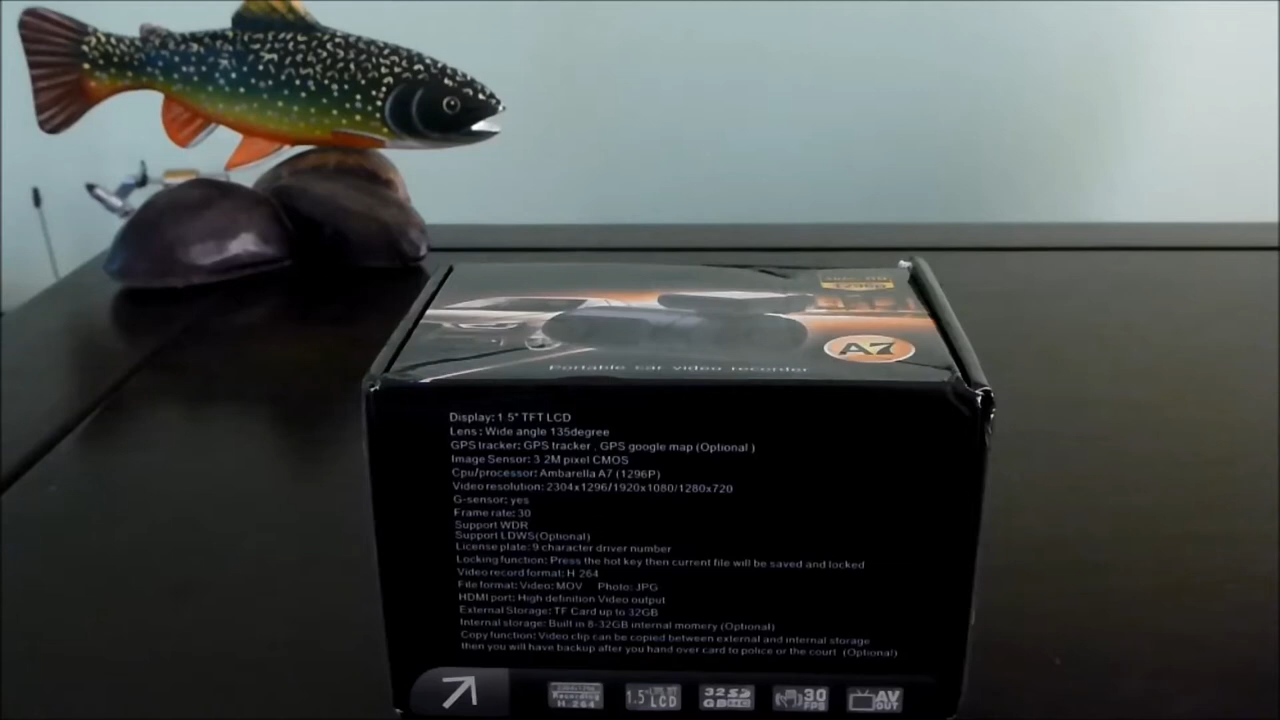 1296P
A7
Portable car video recorder
Display: 1.5" TFT LCD
Lens: Wide angle 135degree
GPS tracker: GPS tracker , GPS google map (Optional )
Image Sensor: 3.2M pixel CMOS
Cpu/processor: Ambarella A7 (1296P)
Video resolution: 2304x1296/1920x1080/1280x720
G-sensor: yes
Frame rate: 30
Support WDR
Support LDWS(Optional)
License plate: 9 character driver number
Locking function: Press the hot key then current file will be saved and locked
Video record format: H.264
File format: Video: MOV Photo: JPG
HDMI port: High definition Video output
External Storage: TF Card up to 32GB
Internal storage: Built in 8-32GB internal momery (Optional)
Copy function: Video clip can be copied between external and internal storage
then you will have backup after you hand over card to police or the court (Optional)
Recording
H.264
1.5" LCD
32 GB
30 FPS
AV OUT